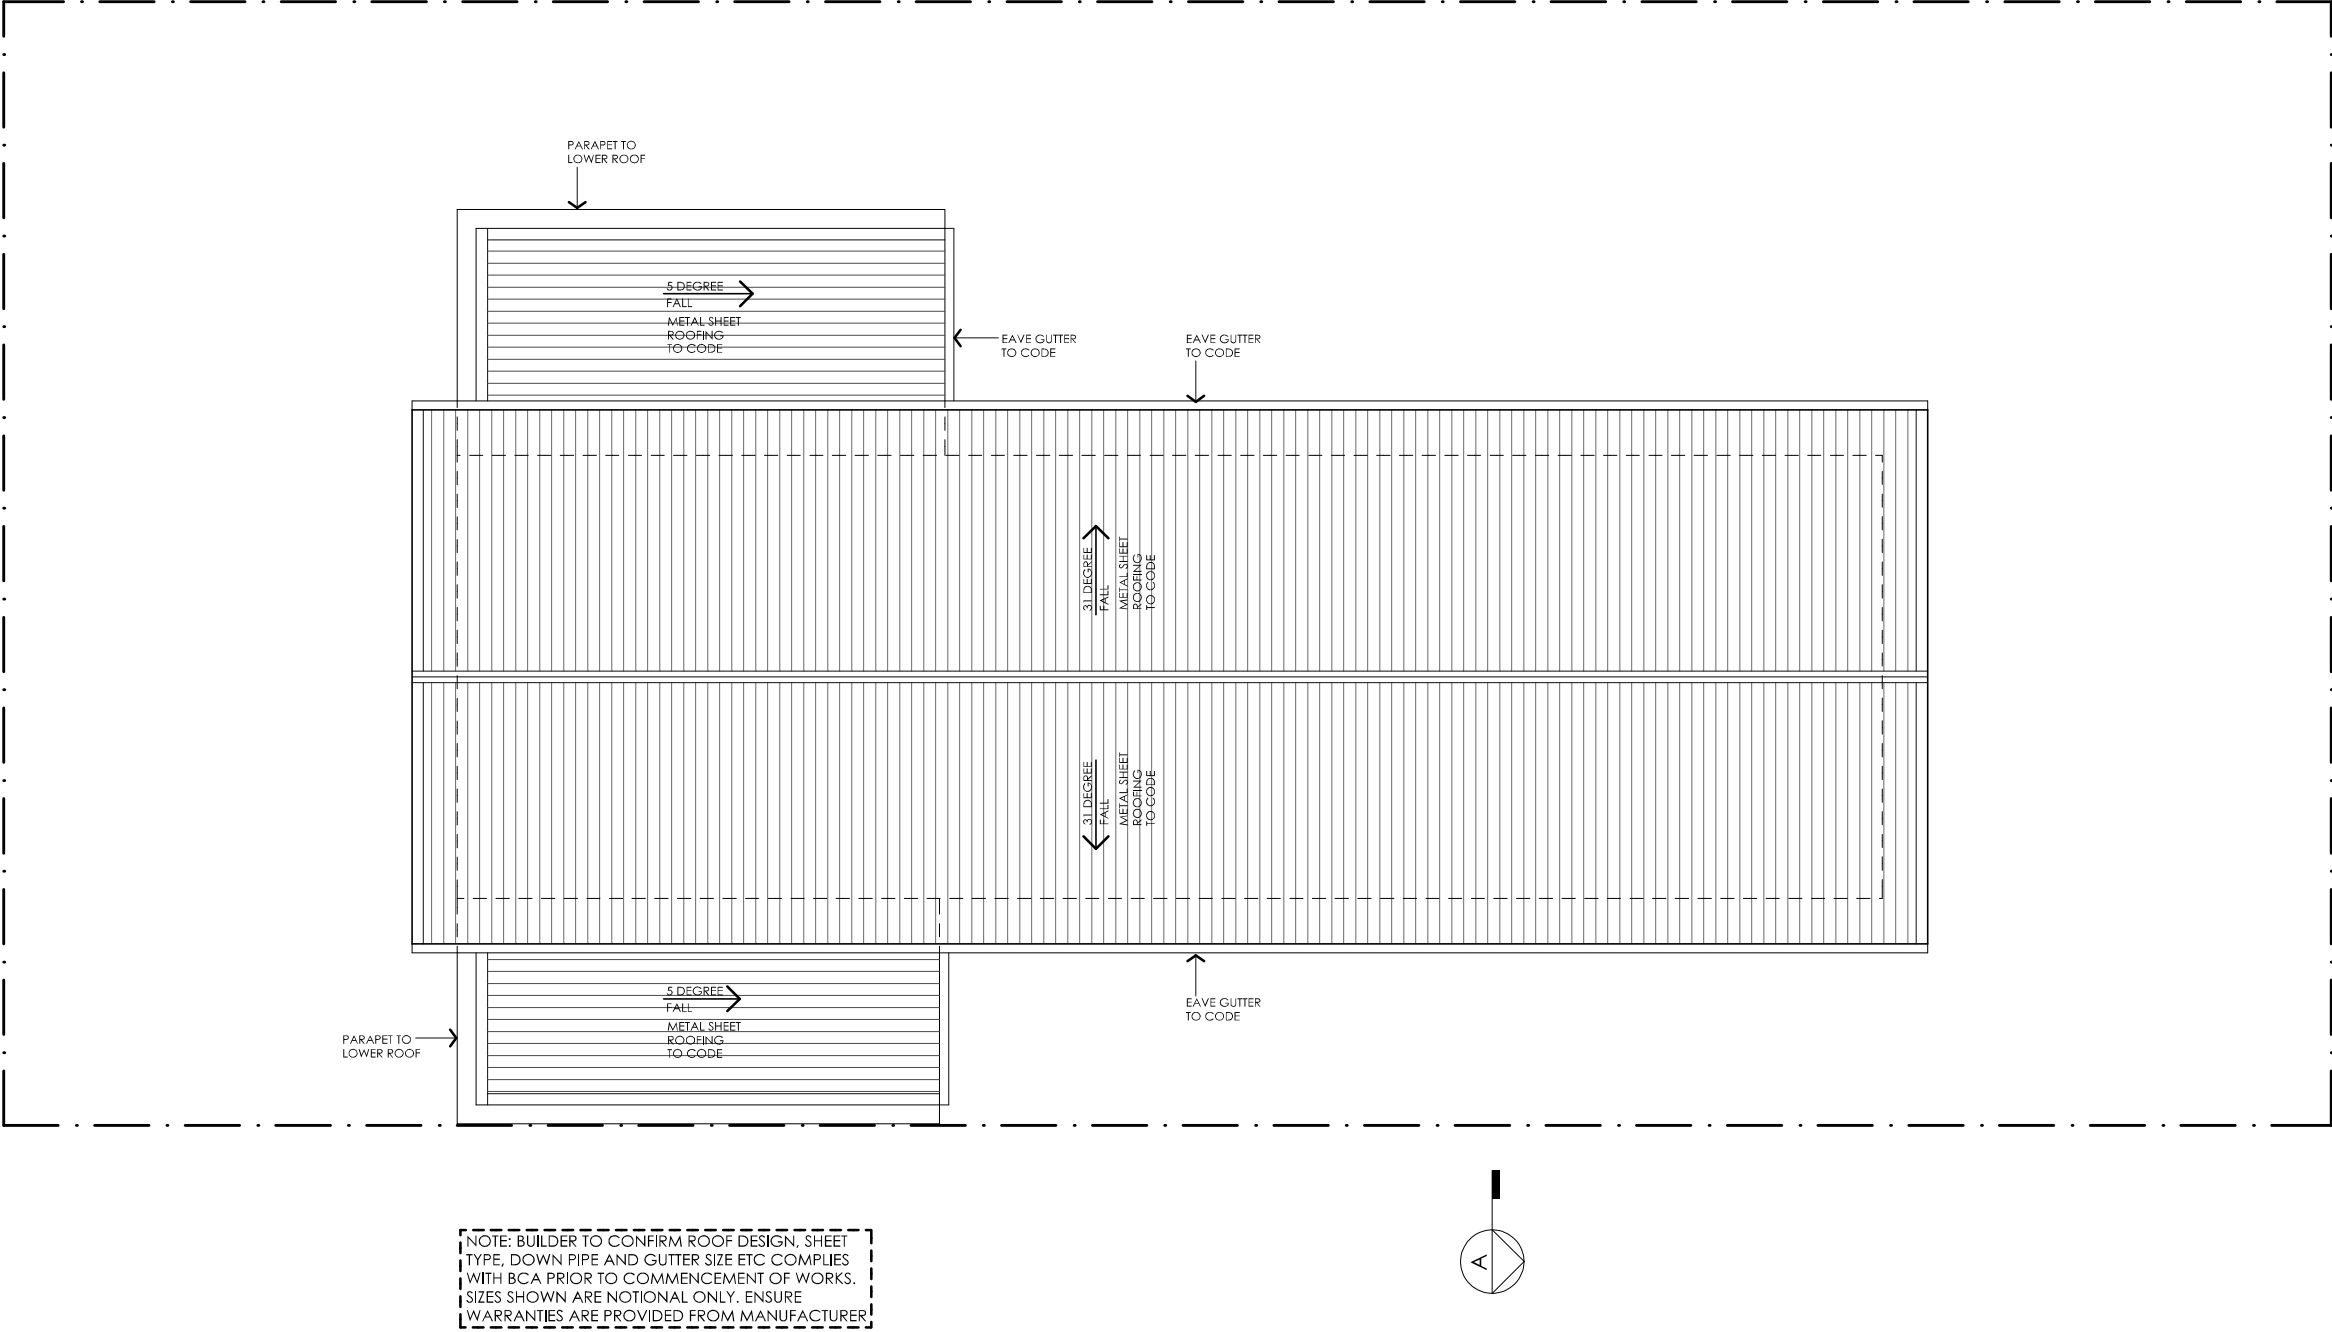 PARAPET TO
LOWER ROOF
5 DEGREE
FALL
METAL SHEET
ROOFING
TO CODE
EAVE GUTTER
TO CODE
EAVE GUTTER
TO CODE
31 DEGREE
FALL
METAL SHEET
ROOFING
TO CODE
31 DEGREE
FALL
METAL SHEET
ROOFING
TO CODE
5 DEGREE
FALL
METAL SHEET
ROOFING
TO CODE
EAVE GUTTER
TO CODE
PARAPET TO
LOWER ROOF
A
NOTE: BUILDER TO CONFIRM ROOF DESIGN, SHEET
TYPE, DOWN PIPE AND GUTTER SIZE ETC COMPLIES
WITH BCA PRIOR TO COMMENCEMENT OF WORKS.
SIZES SHOWN ARE NOTIONAL ONLY. ENSURE
WARRANTIES ARE PROVIDED FROM MANUFACTURER